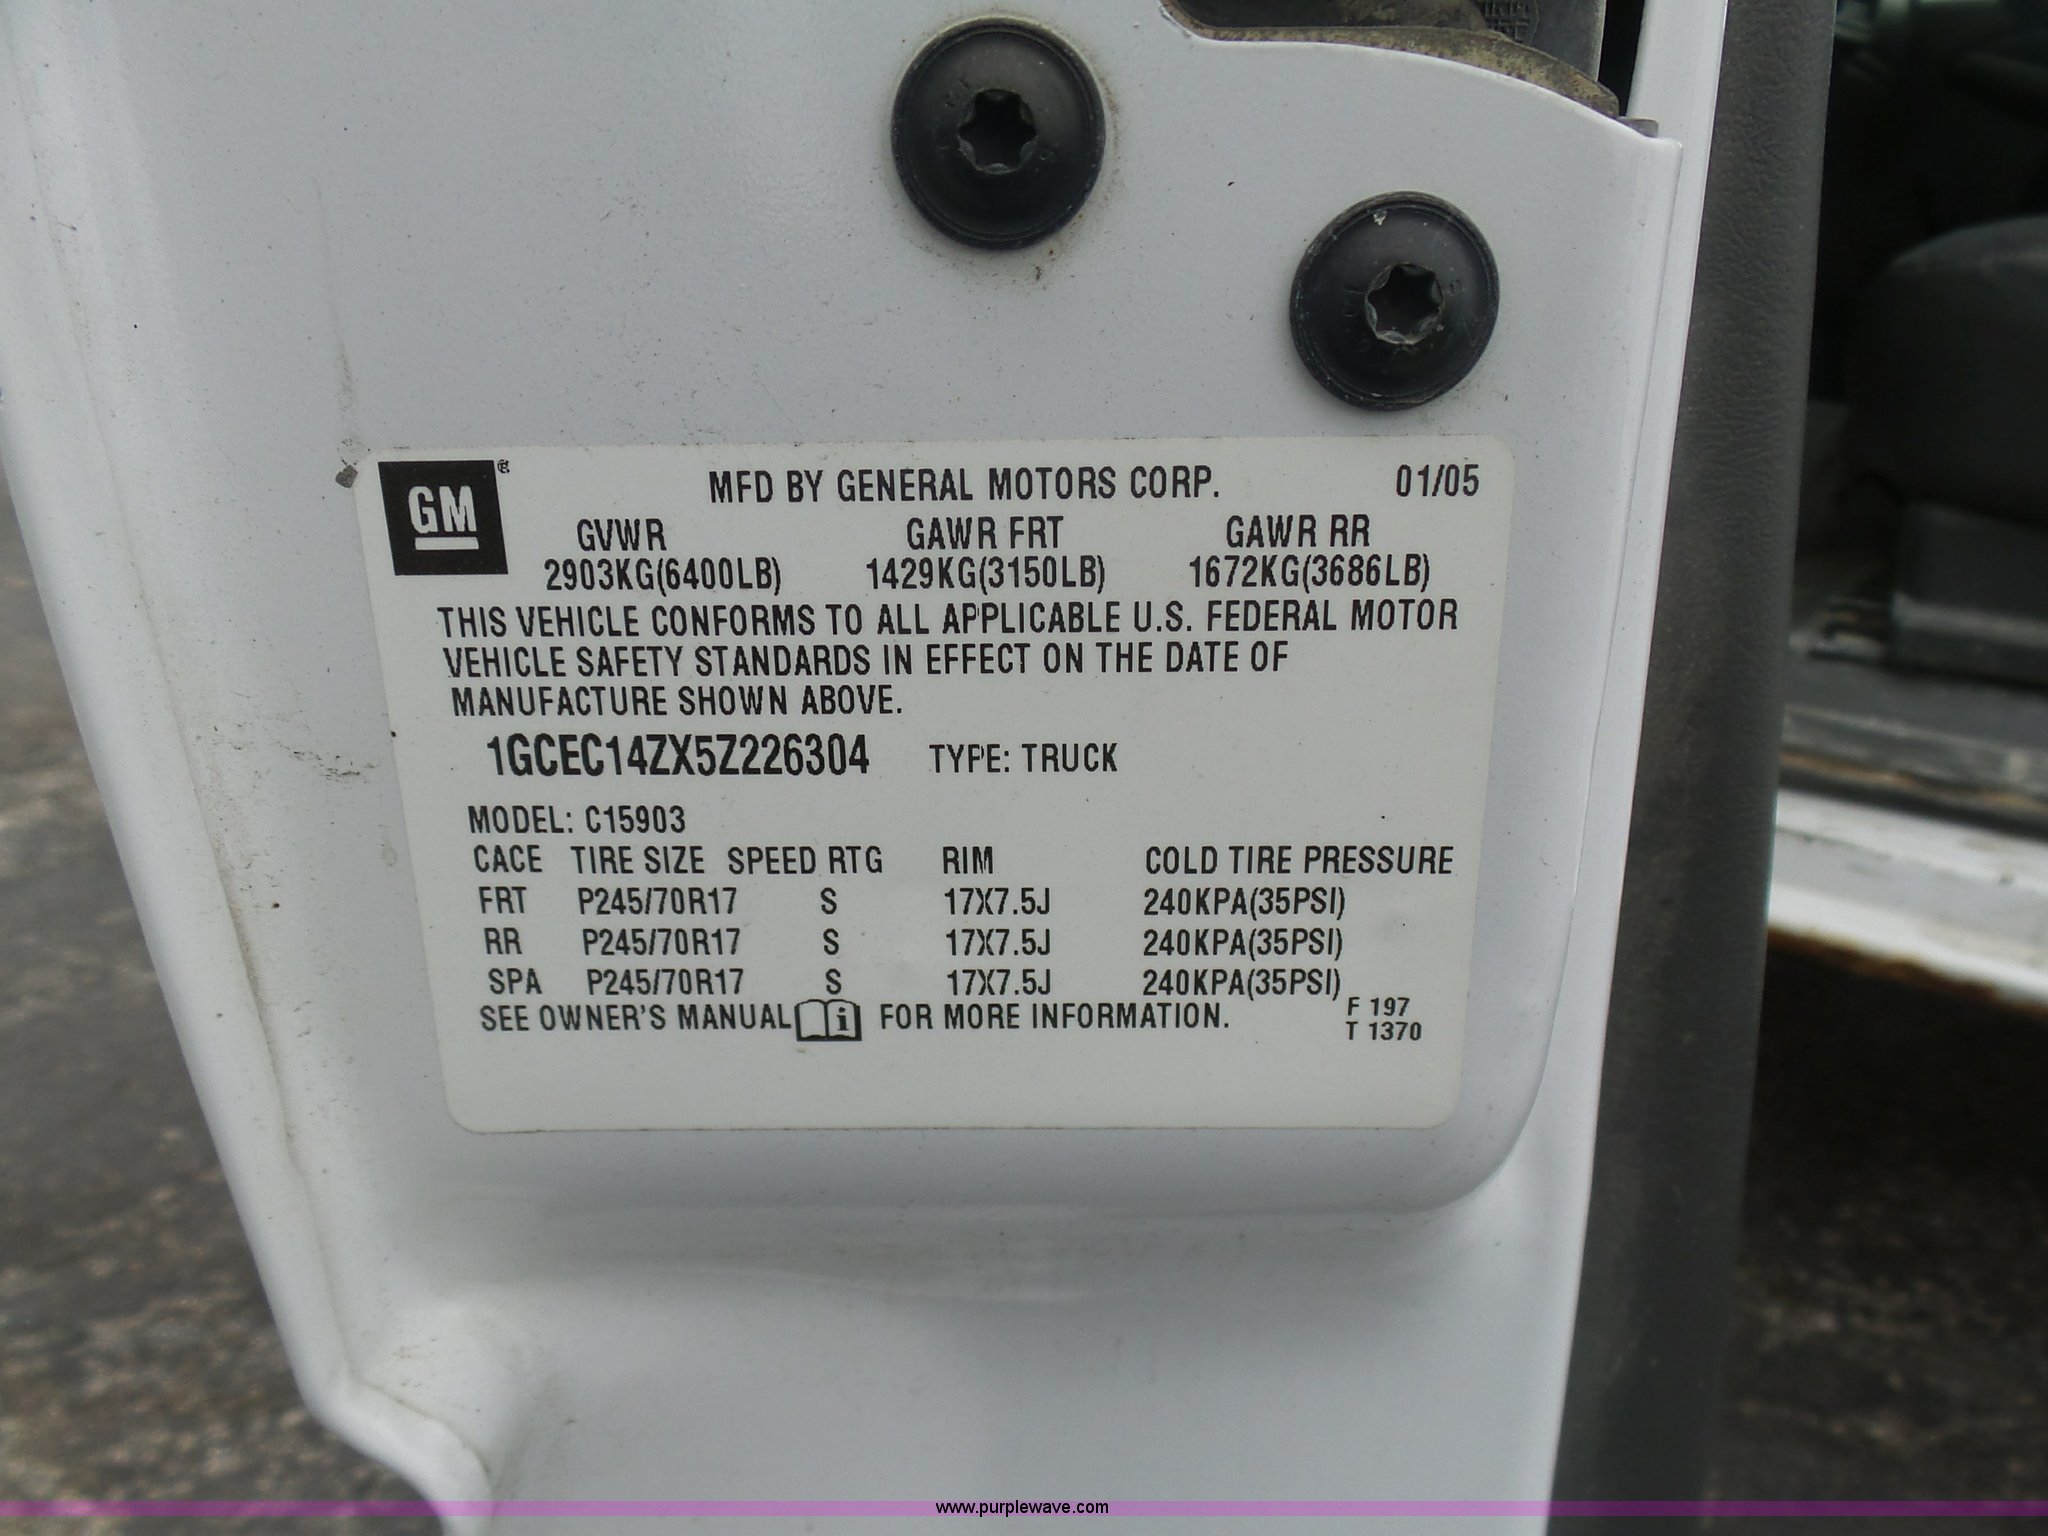 GM®
MFD BY GENERAL MOTORS CORP. 01/05
GVWR GAWR FRT GAWR RR
2903KG(6400LB) 1429KG(3150LB) 1672KG(3686LB)
THIS VEHICLE CONFORMS TO ALL APPLICABLE U.S. FEDERAL MOTOR
VEHICLE SAFETY STANDARDS IN EFFECT ON THE DATE OF
MANUFACTURE SHOWN ABOVE.
1GCEC14ZX5Z226304 TYPE: TRUCK
MODEL: C15903
CACE TIRE SIZE SPEED RTG RIM COLD TIRE PRESSURE
FRT P245/70R17 S 17X7.5J 240KPA(35PSI)
RR P245/70R17 S 17X7.5J 240KPA(35PSI)
SPA P245/70R17 S 17X7.5J 240KPA(35PSI)
SEE OWNER'S MANUAL i FOR MORE INFORMATION.
F 197
T 1370
www.purplewave.com